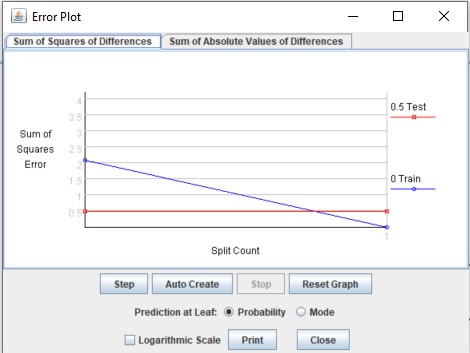 Error Plot
Sum of Squares of Differences
Sum of Absolute Values of Differences
4
3.5
3
2.5
2
1.5
1
0.5
Sum of
Squares
Error
0.5 Test
0 Train
1
Split Count
Step
Auto Create
Stop
Reset Graph
Prediction at Leaf:
Probability
Mode
Logarithmic Scale
Print
Close